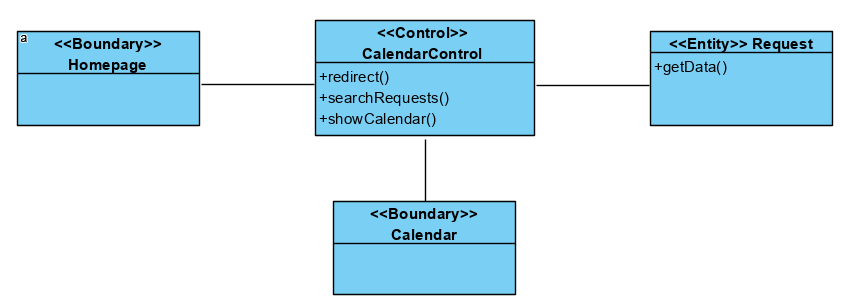 a
<<Boundary>>
Homepage
<<Control>>
CalendarControl
+redirect()
+searchRequests()
+showCalendar()
<<Entity>> Request
+getData()
<<Boundary>>
Calendar